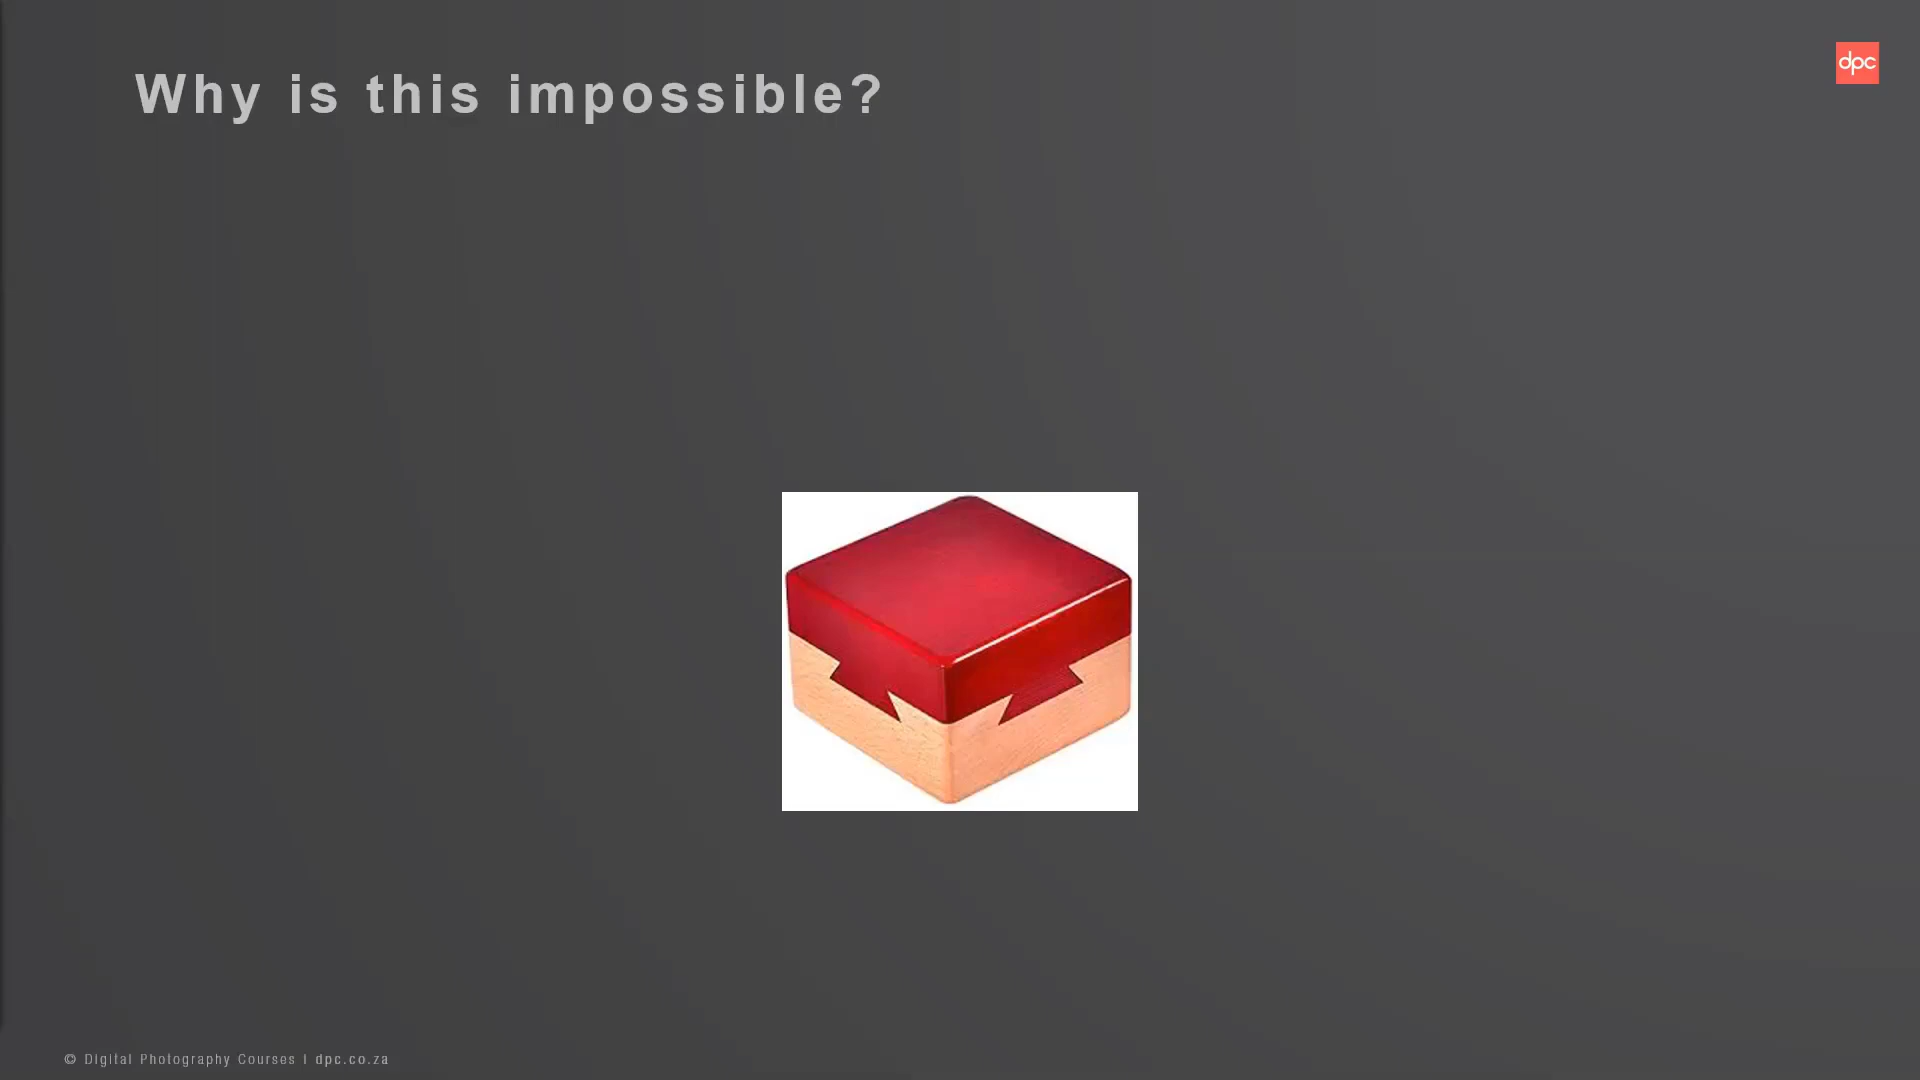 Why is this impossible?
dpc
© Digital Photography Courses | dpc.co.za